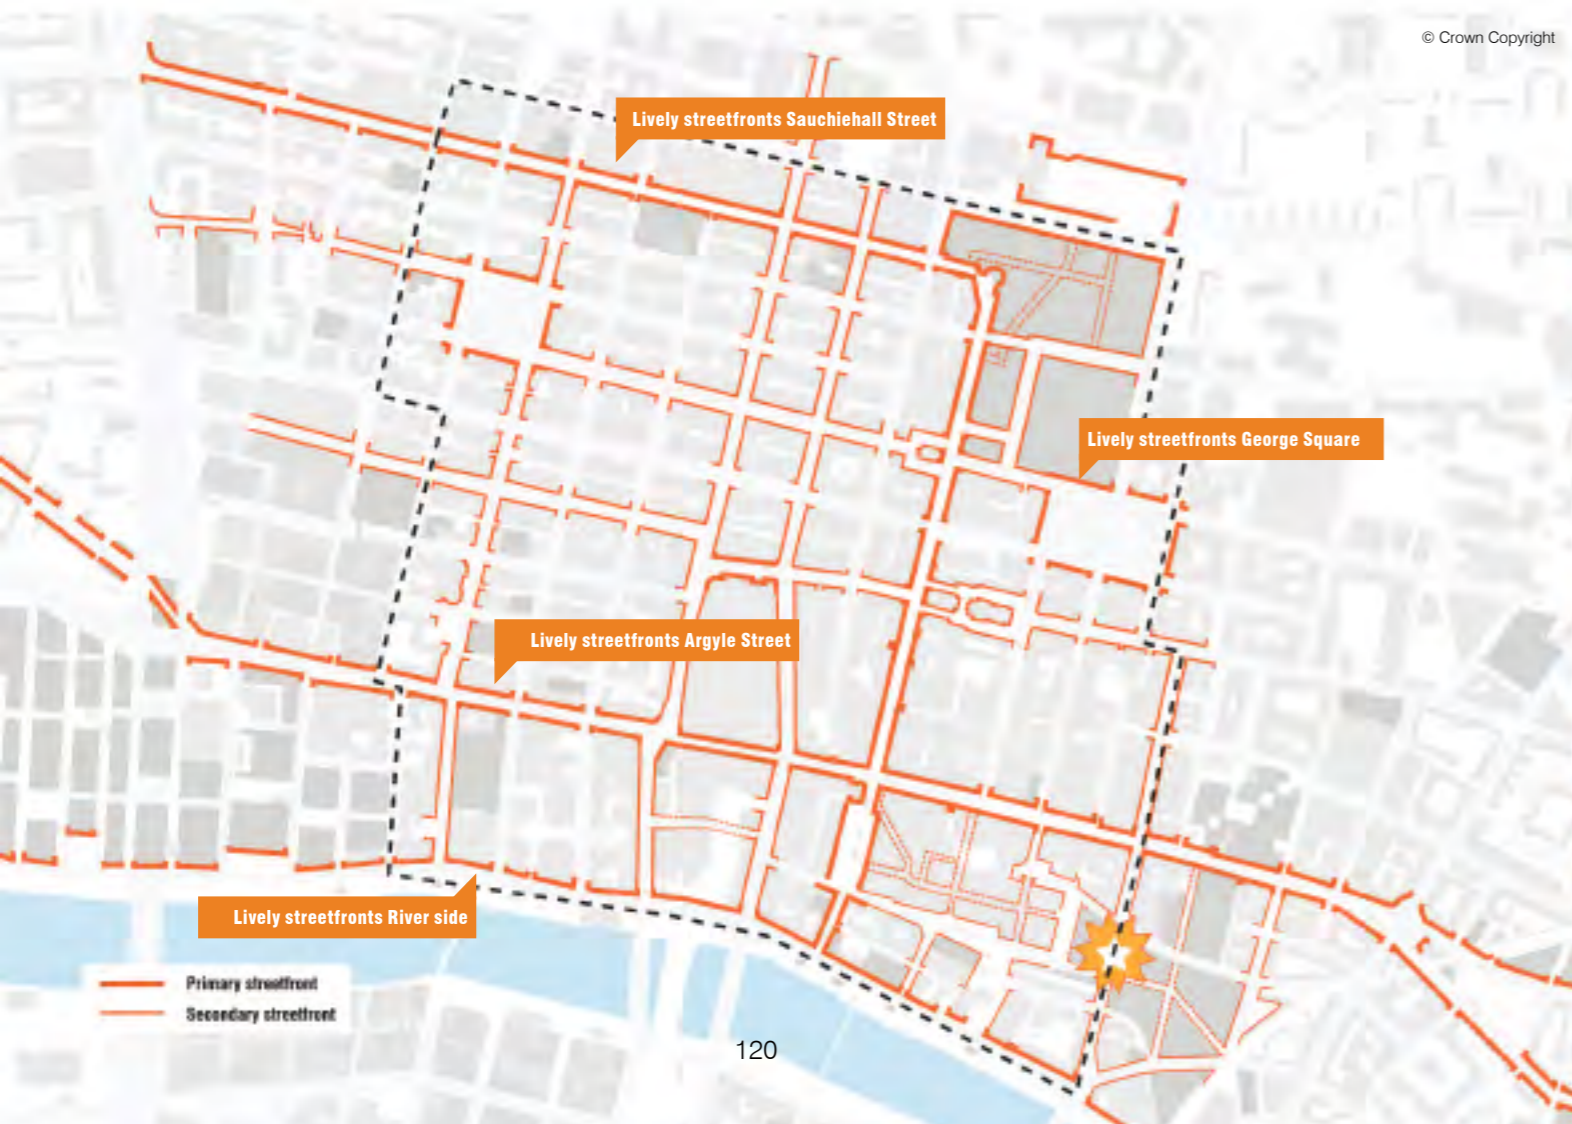 © Crown Copyright
Lively streetfronts Sauchiehall Street
Lively streetfronts George Square
Lively streetfronts Argyle Street
Lively streetfronts River side
Primary streetfront
Secondary streetfront
120